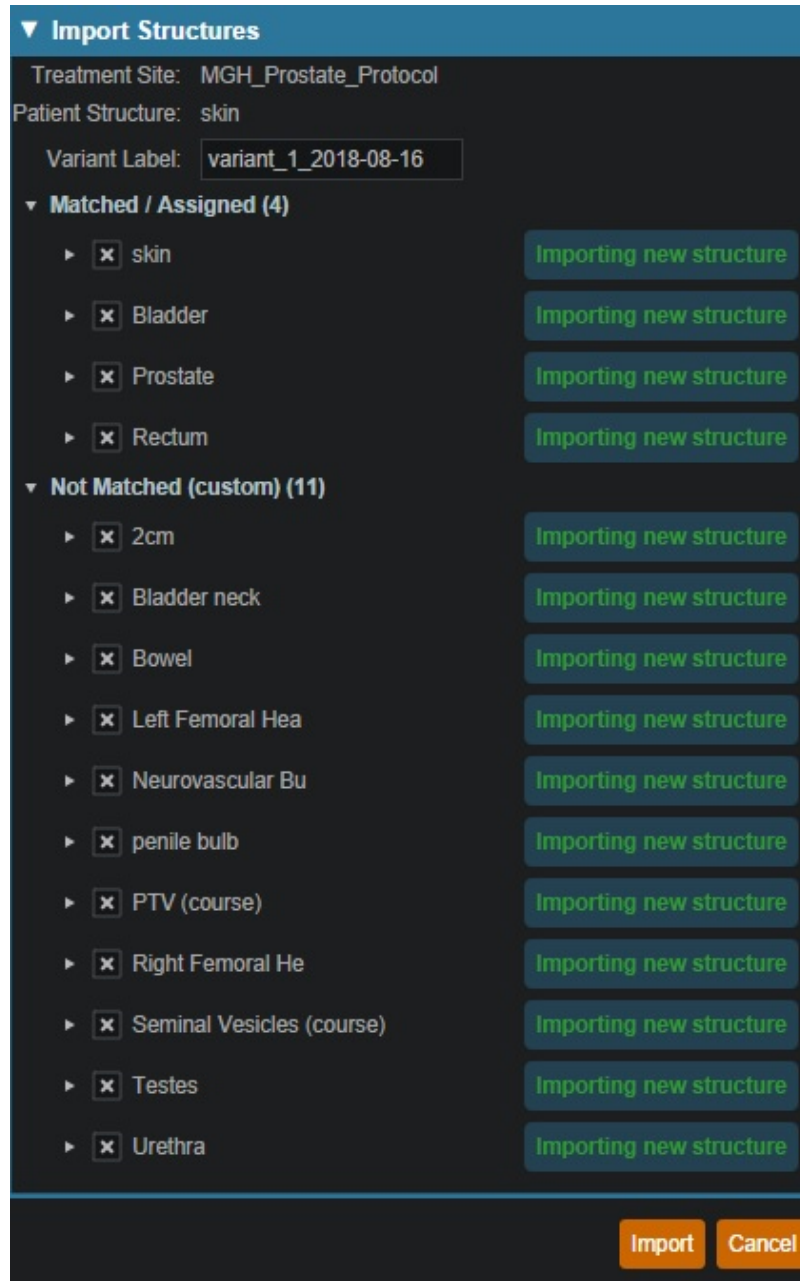 Import Structures
Treatment Site: MGH_Prostate_Protocol
Patient Structure: skin
Variant Label: variant_1_2018-08-16
Matched / Assigned (4)
skin Importing new structure
Bladder Importing new structure
Prostate Importing new structure
Rectum Importing new structure
Not Matched (custom) (11)
2cm Importing new structure
Bladder neck Importing new structure
Bowel Importing new structure
Left Femoral Hea Importing new structure
Neurovascular Bu Importing new structure
penile bulb Importing new structure
PTV (course) Importing new structure
Right Femoral He Importing new structure
Seminal Vesicles (course) Importing new structure
Testes Importing new structure
Urethra Importing new structure
Import Cancel